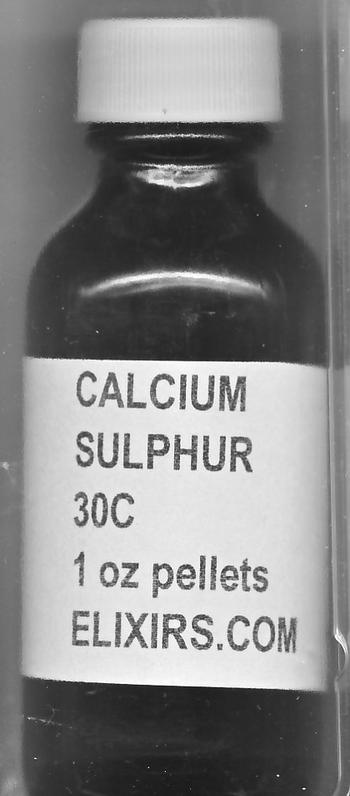 CALCIUM
SULPHUR
30C
1 oz pellets
ELIXIRS.COM